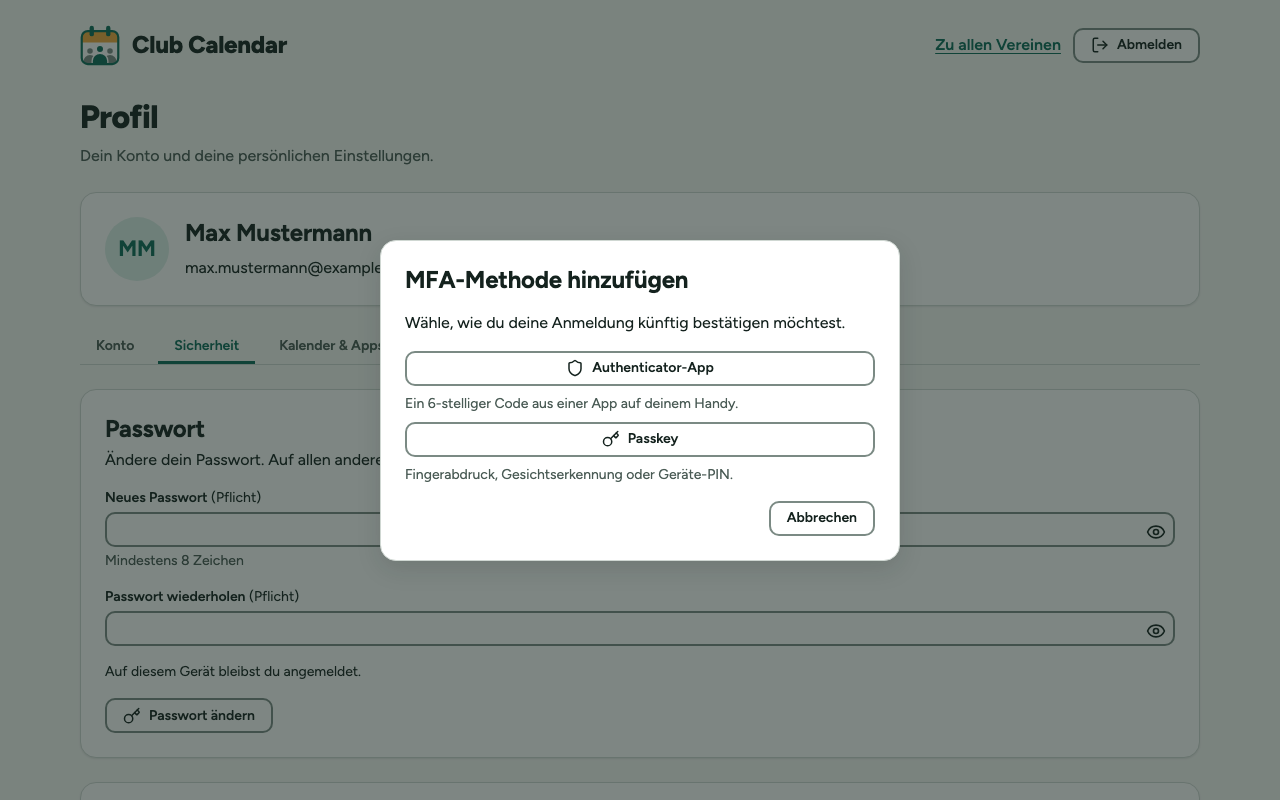 Club Calendar
Zu allen Vereinen
Abmelden
Profil
Dein Konto und deine persönlichen Einstellungen.
MM
Max Mustermann
max.mustermann@example
Konto
Sicherheit
Kalender & Apps
MFA-Methode hinzufügen
Wähle, wie du deine Anmeldung künftig bestätigen möchtest.
Authenticator-App
Ein 6-stelliger Code aus einer App auf deinem Handy.
Passkey
Fingerabdruck, Gesichtserkennung oder Geräte-PIN.
Abbrechen
Passwort
Ändere dein Passwort. Auf allen andere
Neues Passwort (Pflicht)
Mindestens 8 Zeichen
Passwort wiederholen (Pflicht)
Auf diesem Gerät bleibst du angemeldet.
Passwort ändern